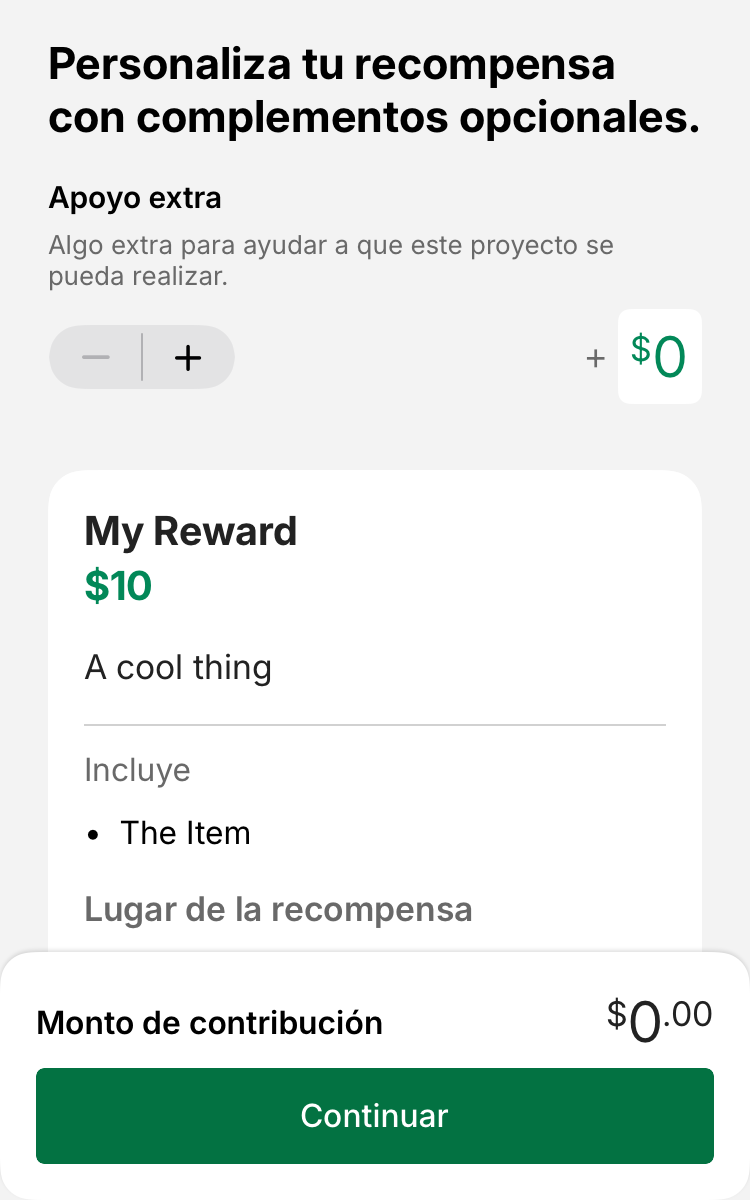 Personaliza tu recompensa
con complementos opcionales.
Apoyo extra
Algo extra para ayudar a que este proyecto se
pueda realizar.
+ $0
My Reward
$10
A cool thing
Incluye
• The Item
Lugar de la recompensa
Monto de contribución $0.00
Continuar